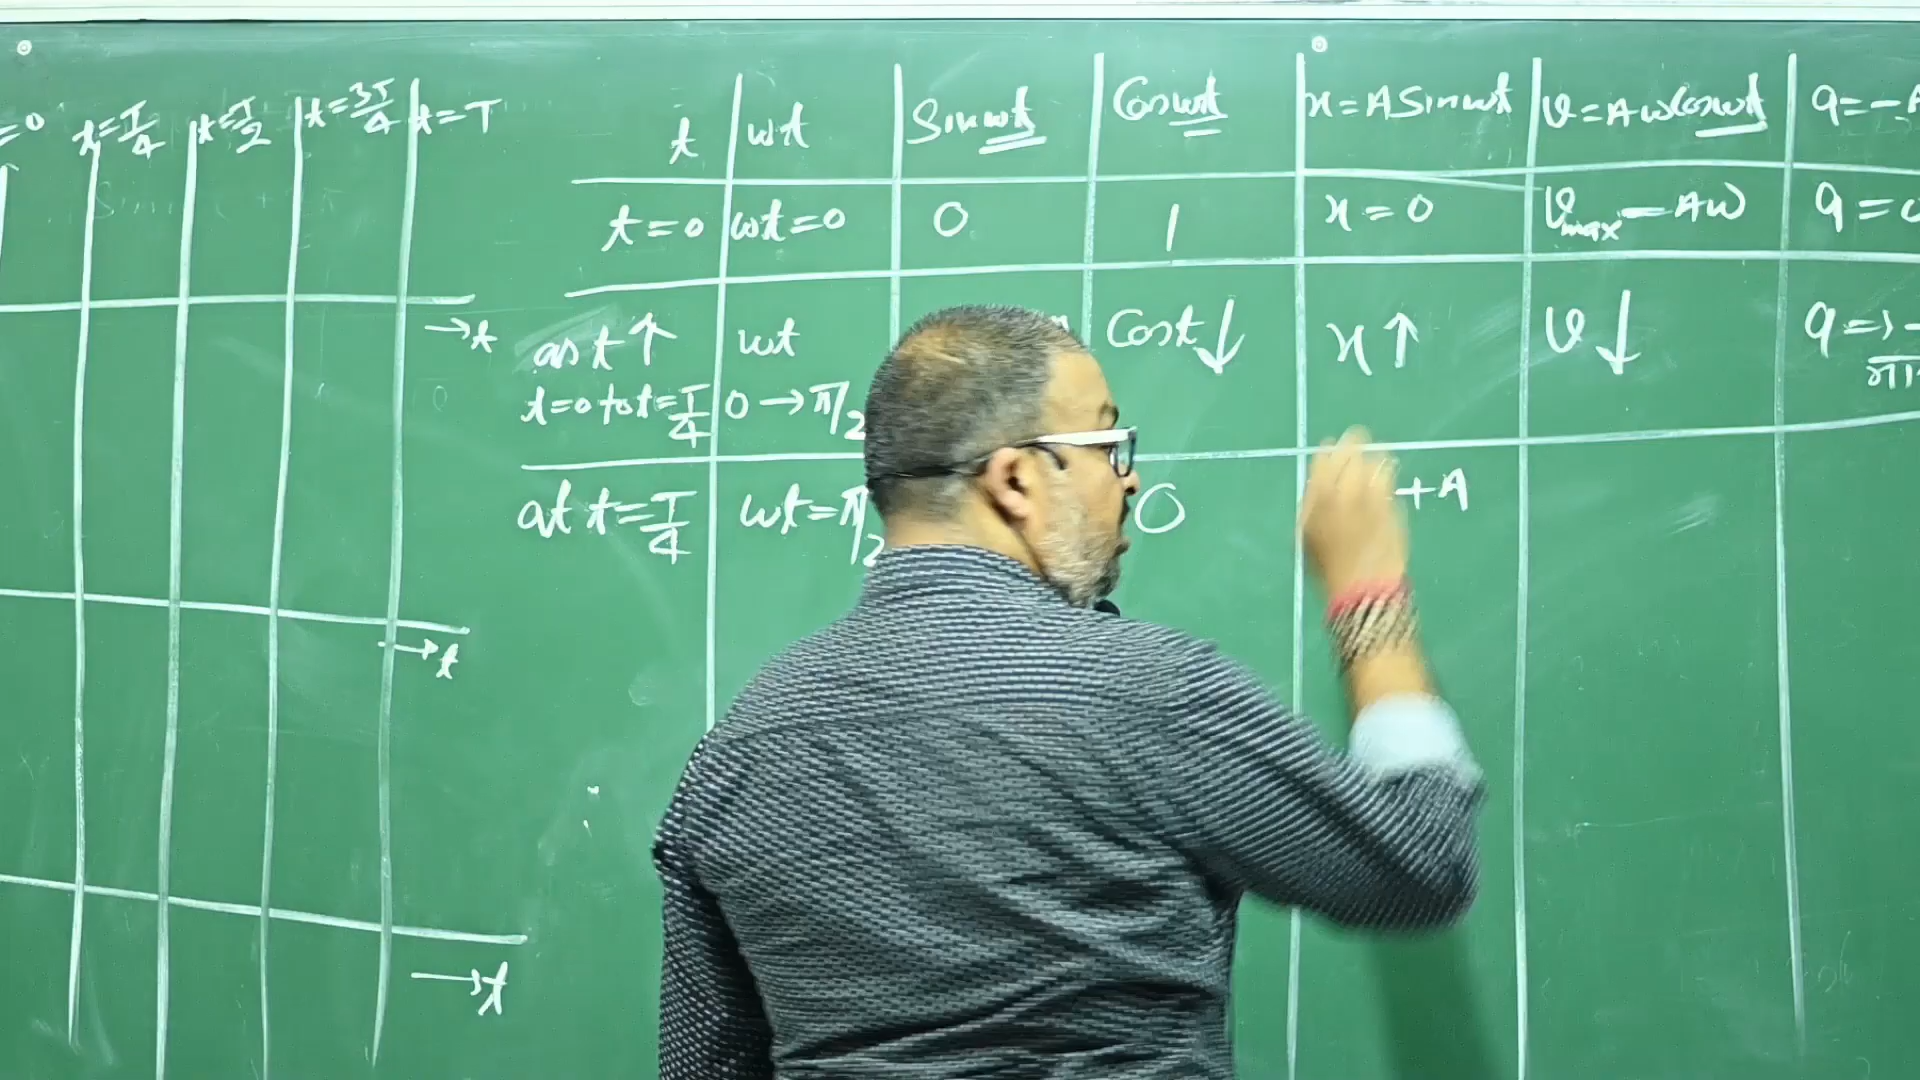 =0 t=T/4 t=T/2 t=3T/4 t=T
t ωt Sinωt Cosωt x=ASinωt v=AωCosωt a=-A
t=0 ωt=0 0 1 x=0 vmax=Aω a=0
→t as t↑ ωt Cost↓ x↑ v↓ a=>-
t=0 to t=T/4 0→π/2
at t=T/4 ωt=π/2 0 +A
→t
→t